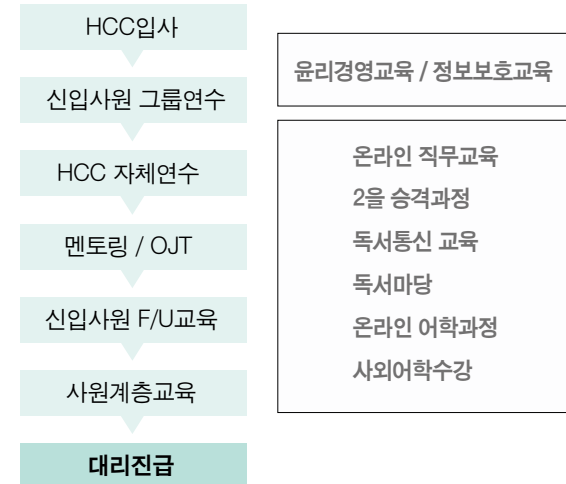 HCC입사
신입사원 그룹연수
HCC 자체연수
멘토링 / OJT
신입사원 F/U교육
사원계층교육
대리진급
윤리경영교육 / 정보보호교육
온라인 직무교육
2을 승격과정
독서통신 교육
독서마당
온라인 어학과정
사외어학수강